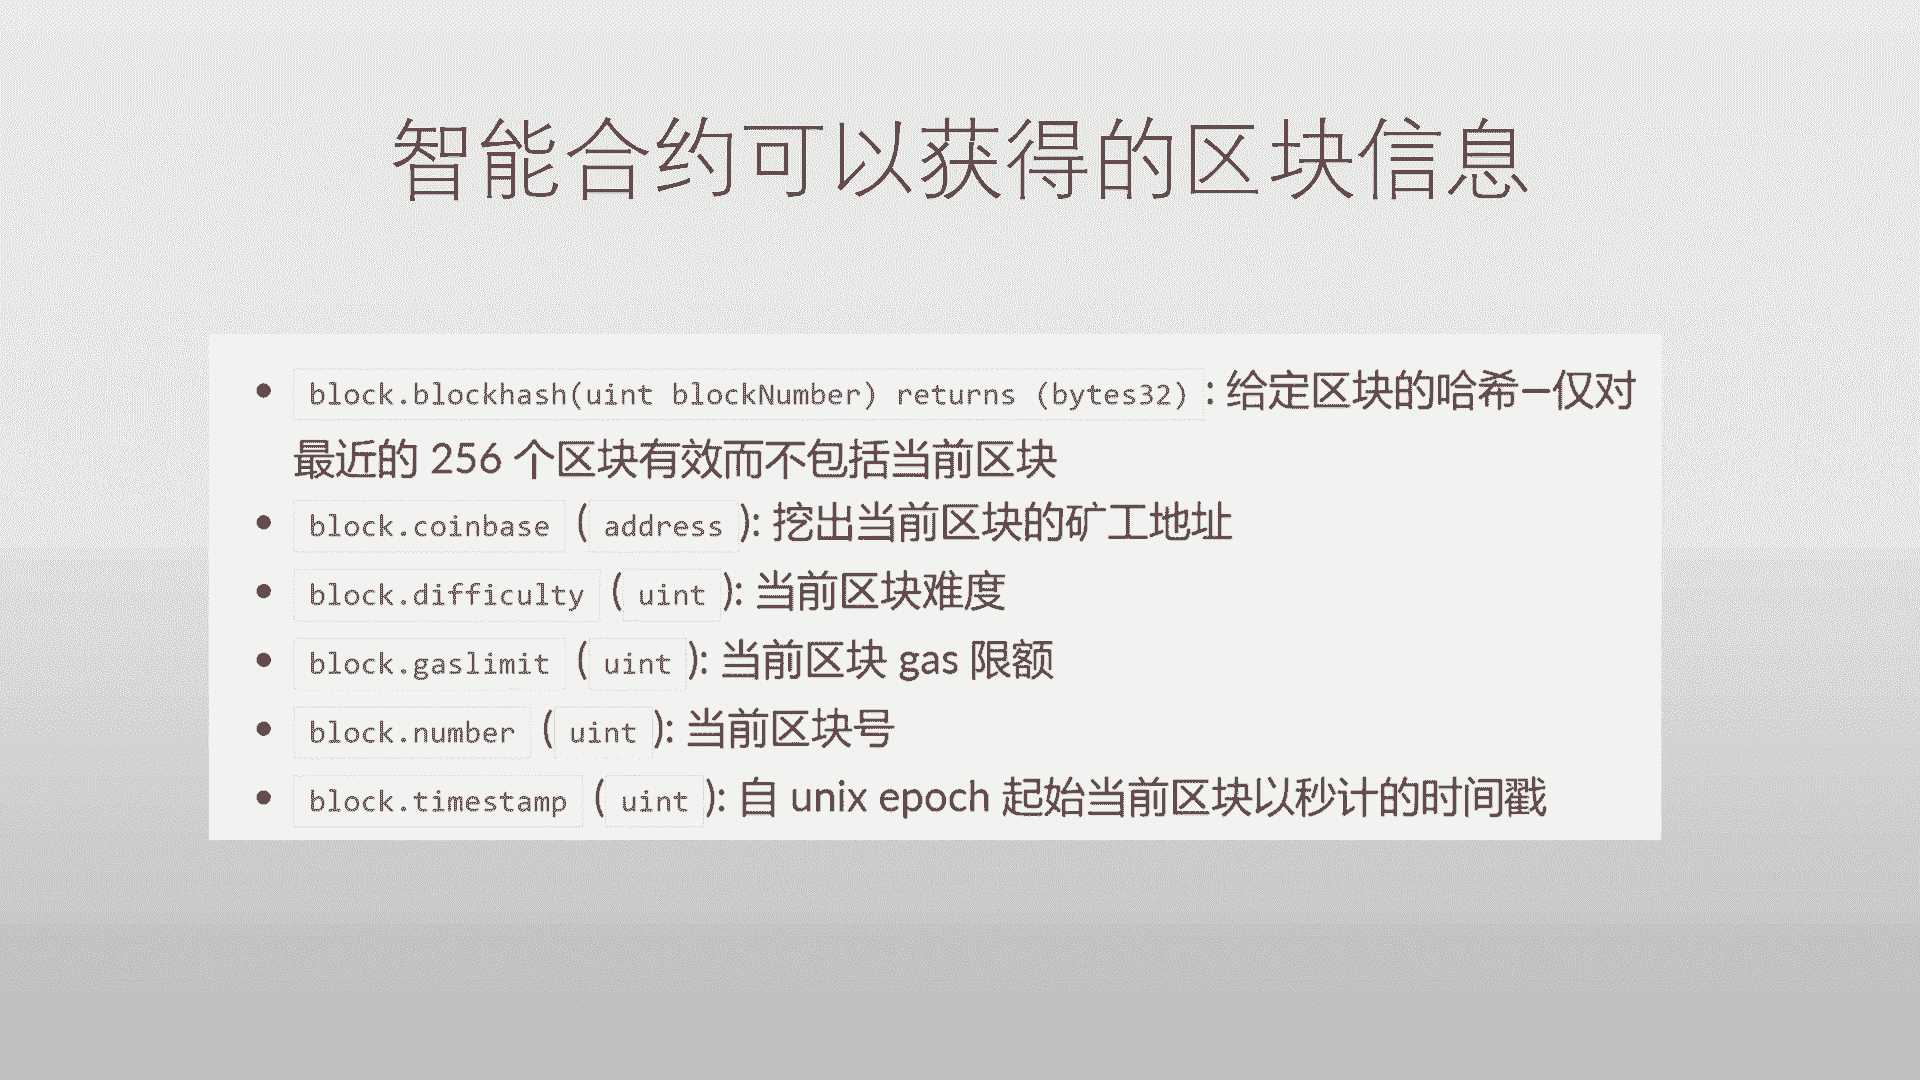 智能合约可以获得的区块信息
• block.blockhash(uint blockNumber) returns (bytes32) : 给定区块的哈希—仅对
最近的 256 个区块有效而不包括当前区块
• block.coinbase ( address ): 挖出当前区块的矿工地址
• block.difficulty ( uint ): 当前区块难度
• block.gaslimit ( uint ): 当前区块 gas 限额
• block.number ( uint ): 当前区块号
• block.timestamp ( uint ): 自 unix epoch 起始当前区块以秒计的时间戳